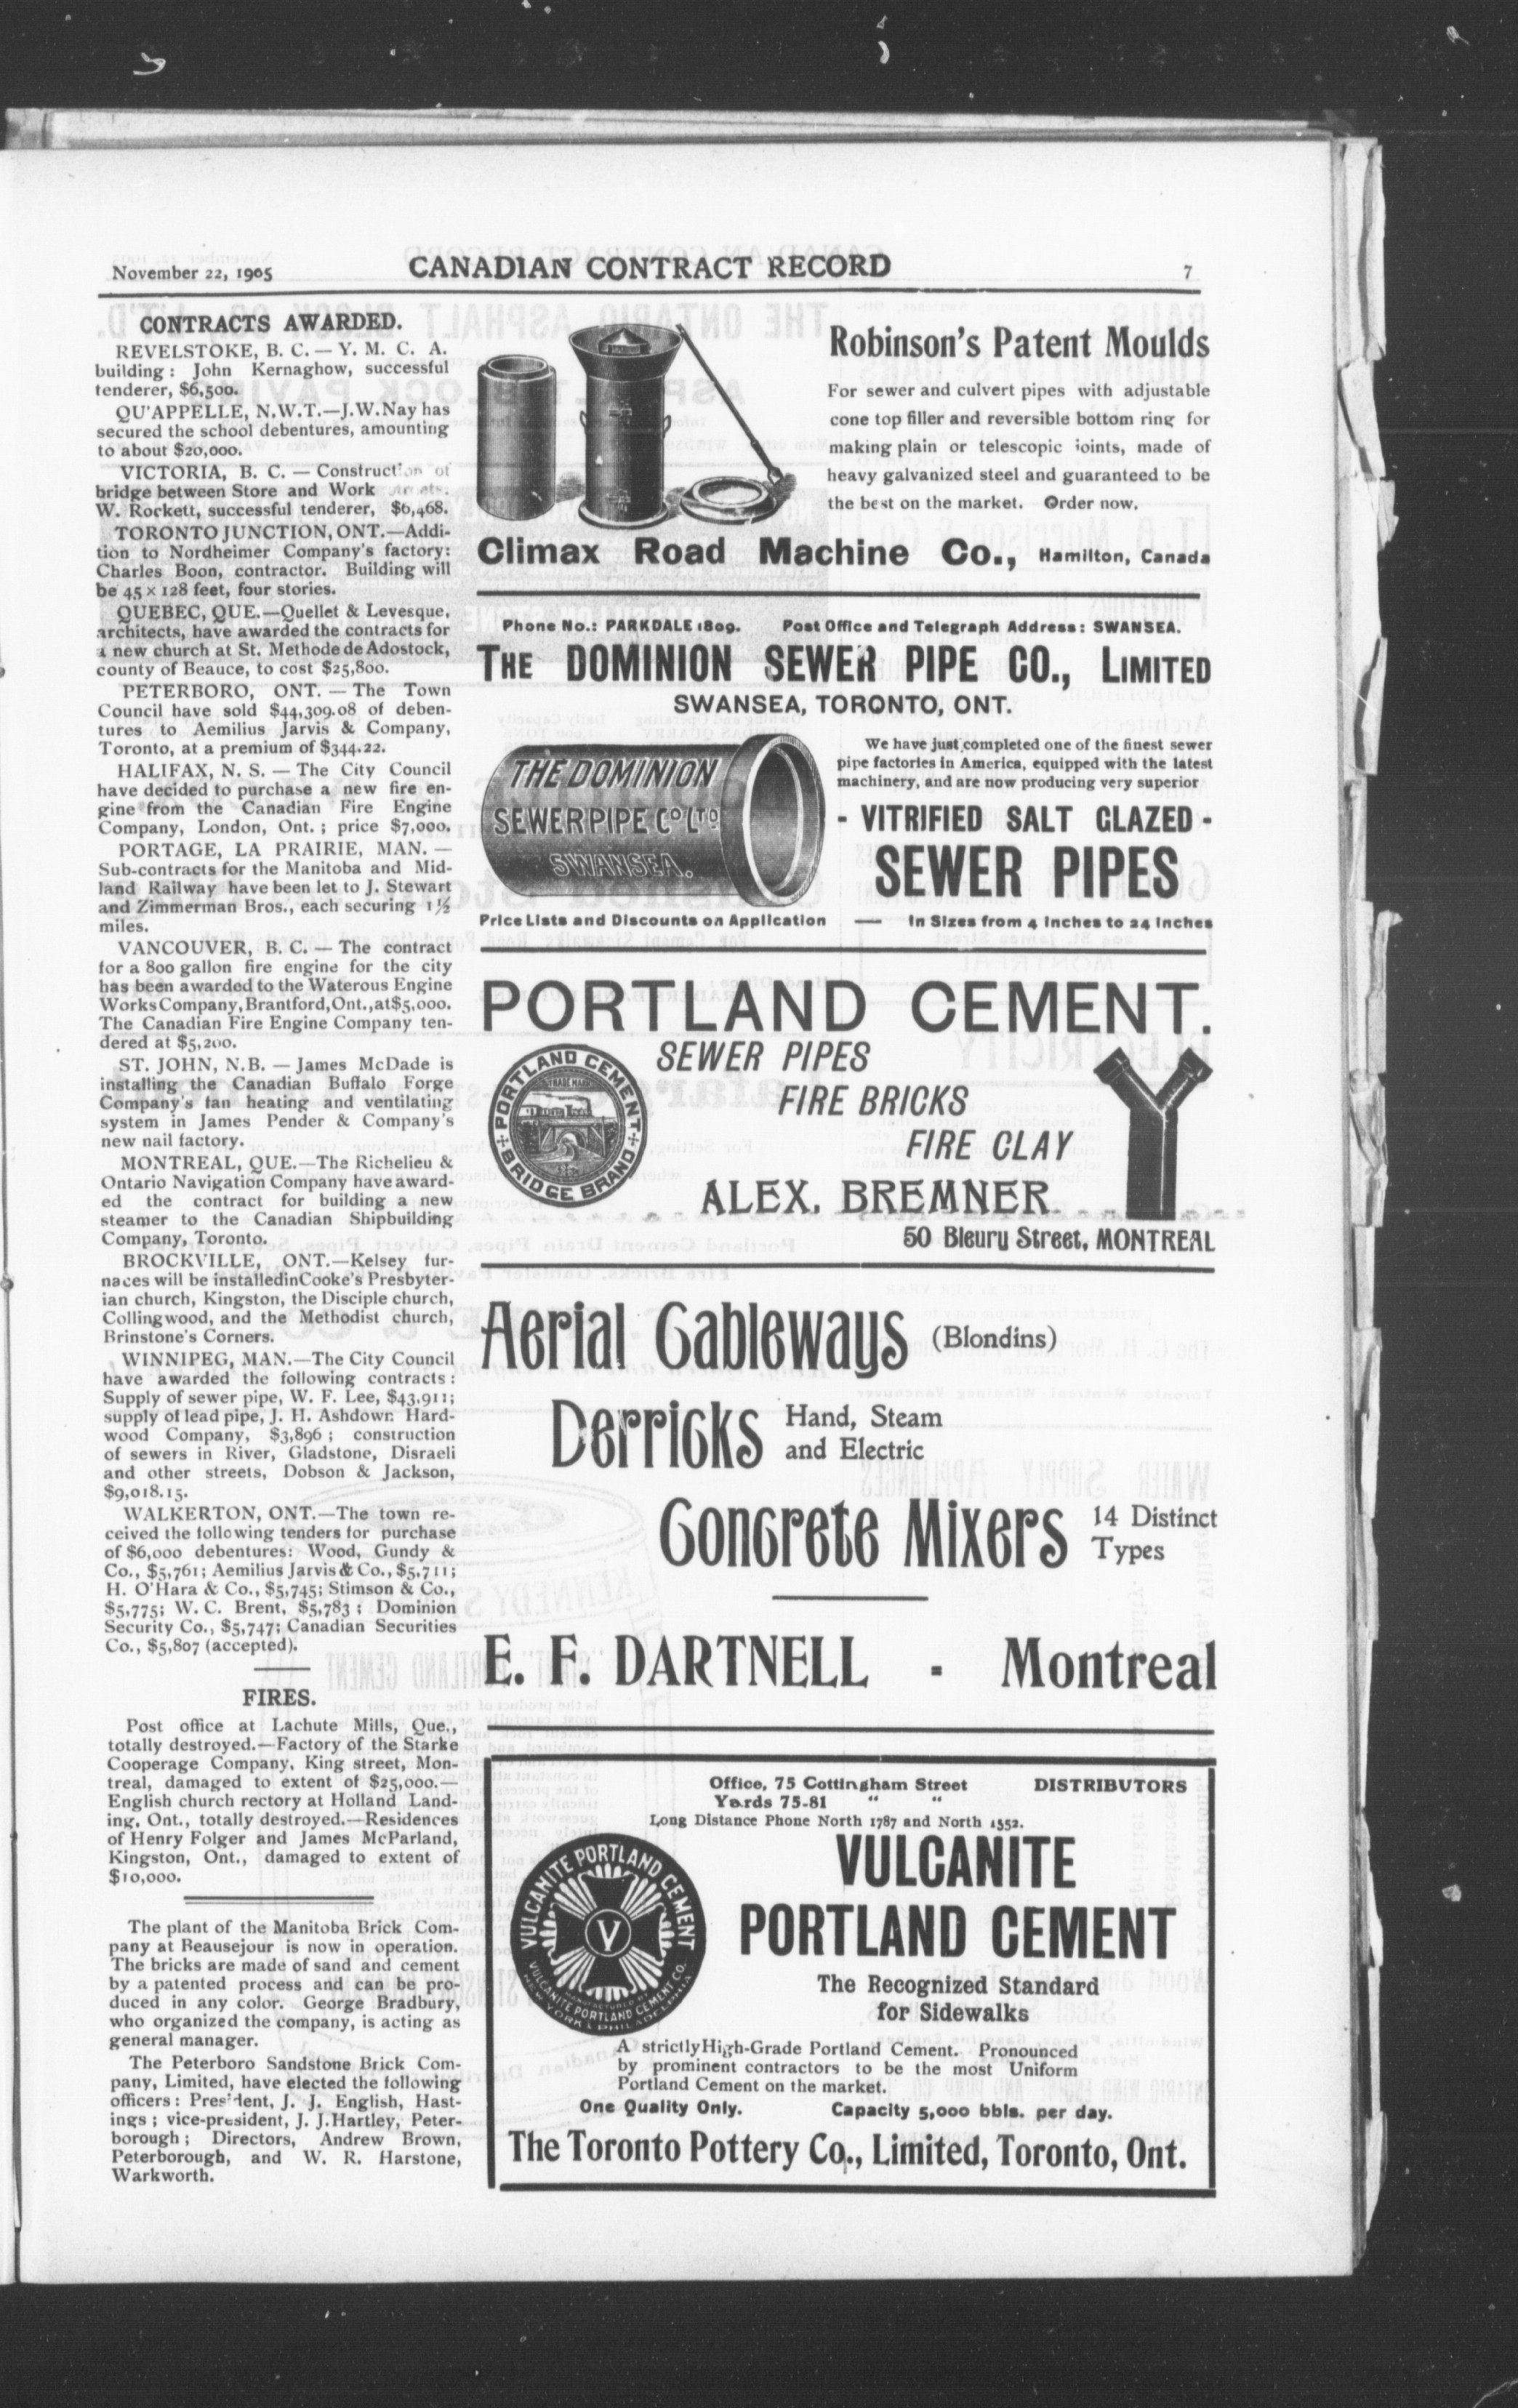 November 22, 1905
CANADIAN CONTRACT RECORD
7
CONTRACTS AWARDED.
REVELSTOKE, B. C. — Y. M. C. A.
building : John Kernaghow, successful
tenderer, $6,500.
QU'APPELLE, N.W.T.—J.W.Nay has
secured the school debentures, amounting
to about $20,000.
VICTORIA, B. C. — Construction of
bridge between Store and Work streets.
W. Rockett, successful tenderer, $6,468.
TORONTO JUNCTION, ONT.—Addi-
tion to Nordheimer Company's factory:
Charles Boon, contractor. Building will
be 45 x 128 feet, four stories.
QUEBEC, QUE.—Quellet & Levesque,
architects, have awarded the contracts for
a new church at St. Methode de Adostock,
county of Beauce, to cost $25,800.
PETERBORO, ONT. — The Town
Council have sold $44,309.08 of deben-
tures to Aemilius Jarvis & Company,
Toronto, at a premium of $344.22.
HALIFAX, N. S. — The City Council
have decided to purchase a new fire en-
gine from the Canadian Fire Engine
Company, London, Ont. ; price $7,000.
PORTAGE, LA PRAIRIE, MAN. —
Sub-contracts for the Manitoba and Mid-
land Railway have been let to J. Stewart
and Zimmerman Bros., each securing 1½
miles.
VANCOUVER, B. C. — The contract
for a 800 gallon fire engine for the city
has been awarded to the Waterous Engine
Works Company, Brantford, Ont., at $5,000.
The Canadian Fire Engine Company ten-
dered at $5,200.
ST. JOHN, N.B. — James McDade is
installing the Canadian Buffalo Forge
Company's fan heating and ventilating
system in James Pender & Company's
new nail factory.
MONTREAL, QUE.—The Richelieu &
Ontario Navigation Company have award-
ed the contract for building a new
steamer to the Canadian Shipbuilding
Company, Toronto.
BROCKVILLE, ONT.—Kelsey fur-
naces will be installedinCooke's Presbyter-
ian church, Kingston, the Disciple church,
Collingwood, and the Methodist church,
Brinstone's Corners.
WINNIPEG, MAN.—The City Council
have awarded the following contracts :
Supply of sewer pipe, W. F. Lee, $43,911;
supply of lead pipe, J. H. Ashdown Hard-
wood Company, $3,896 ; construction
of sewers in River, Gladstone, Disraeli
and other streets, Dobson & Jackson,
$9,018.15.
WALKERTON, ONT.—The town re-
ceived the following tenders for purchase
of $6,000 debentures: Wood, Gundy &
Co., $5,761; Aemilius Jarvis & Co., $5,711;
H. O'Hara & Co., $5,745; Stimson & Co.,
$5,775; W. C. Brent, $5,783 ; Dominion
Security Co., $5,747; Canadian Securities
Co., $5,807 (accepted).
FIRES.
Post office at Lachute Mills, Que.,
totally destroyed.—Factory of the Starke
Cooperage Company, King street, Mon-
treal, damaged to extent of $25,000.—
English church rectory at Holland Land-
ing, Ont., totally destroyed.—Residences
of Henry Folger and James McParland,
Kingston, Ont., damaged to extent of
$10,000.
The plant of the Manitoba Brick Com-
pany at Beausejour is now in operation.
The bricks are made of sand and cement
by a patented process and can be pro-
duced in any color. George Bradbury,
who organized the company, is acting as
general manager.
The Peterboro Sandstone Brick Com-
pany, Limited, have elected the following
officers : President, J. J. English, Hast-
ings ; vice-president, J. J. Hartley, Peter-
borough ; Directors, Andrew Brown,
Peterborough, and W. R. Harstone,
Warkworth.
Robinson's Patent Moulds
For sewer and culvert pipes with adjustable
cone top filler and reversible bottom ring for
making plain or telescopic joints, made of
heavy galvanized steel and guaranteed to be
the best on the market. Order now.
Climax Road Machine Co., Hamilton, Canada
Phone No.: PARKDALE 1809. Post Office and Telegraph Address: SWANSEA.
THE DOMINION SEWER PIPE CO., LIMITED
SWANSEA, TORONTO, ONT.
THE DOMINION
SEWER PIPE CO LTD
SWANSEA.
We have just completed one of the finest sewer
pipe factories in America, equipped with the latest
machinery, and are now producing very superior
- VITRIFIED SALT GLAZED -
SEWER PIPES
Price Lists and Discounts on Application — In Sizes from 4 Inches to 24 Inches
PORTLAND CEMENT.
PORTLAND CEMENT
TRADE MARK
BRIDGE BRAND
SEWER PIPES
FIRE BRICKS
FIRE CLAY
ALEX. BREMNER
50 Bleury Street, MONTREAL
Aerial Cableways (Blondins)
Derricks Hand, Steam
and Electric
Concrete Mixers 14 Distinct
Types
E. F. DARTNELL - Montreal
Office, 75 Cottingham Street DISTRIBUTORS
Yards 75-81 " "
Long Distance Phone North 1787 and North 1552.
VULCANITE PORTLAND CEMENT
V
MANUFACTURED BY
VULCANITE PORTLAND CEMENT CO.
NEW YORK & PHILADELPHIA
VULCANITE
PORTLAND CEMENT
The Recognized Standard
for Sidewalks
A strictly High-Grade Portland Cement. Pronounced
by prominent contractors to be the most Uniform
Portland Cement on the market.
One Quality Only. Capacity 5,000 bbls. per day.
The Toronto Pottery Co., Limited, Toronto, Ont.